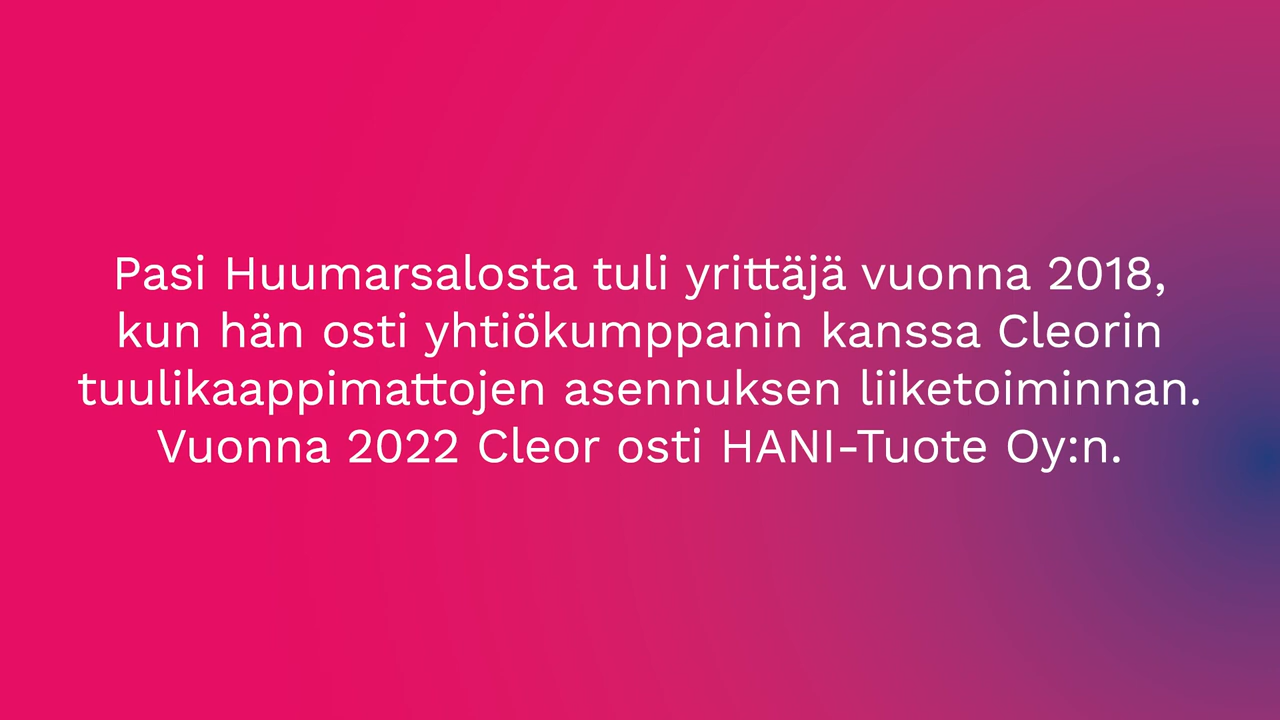 Pasi Huumarsalosta tuli yrittäjä vuonna 2018,
kun hän osti yhtiökumppanin kanssa Cleorin
tuulikaappimattojen asennuksen liiketoiminnan.
Vuonna 2022 Cleor osti HANI-Tuote Oy:n.